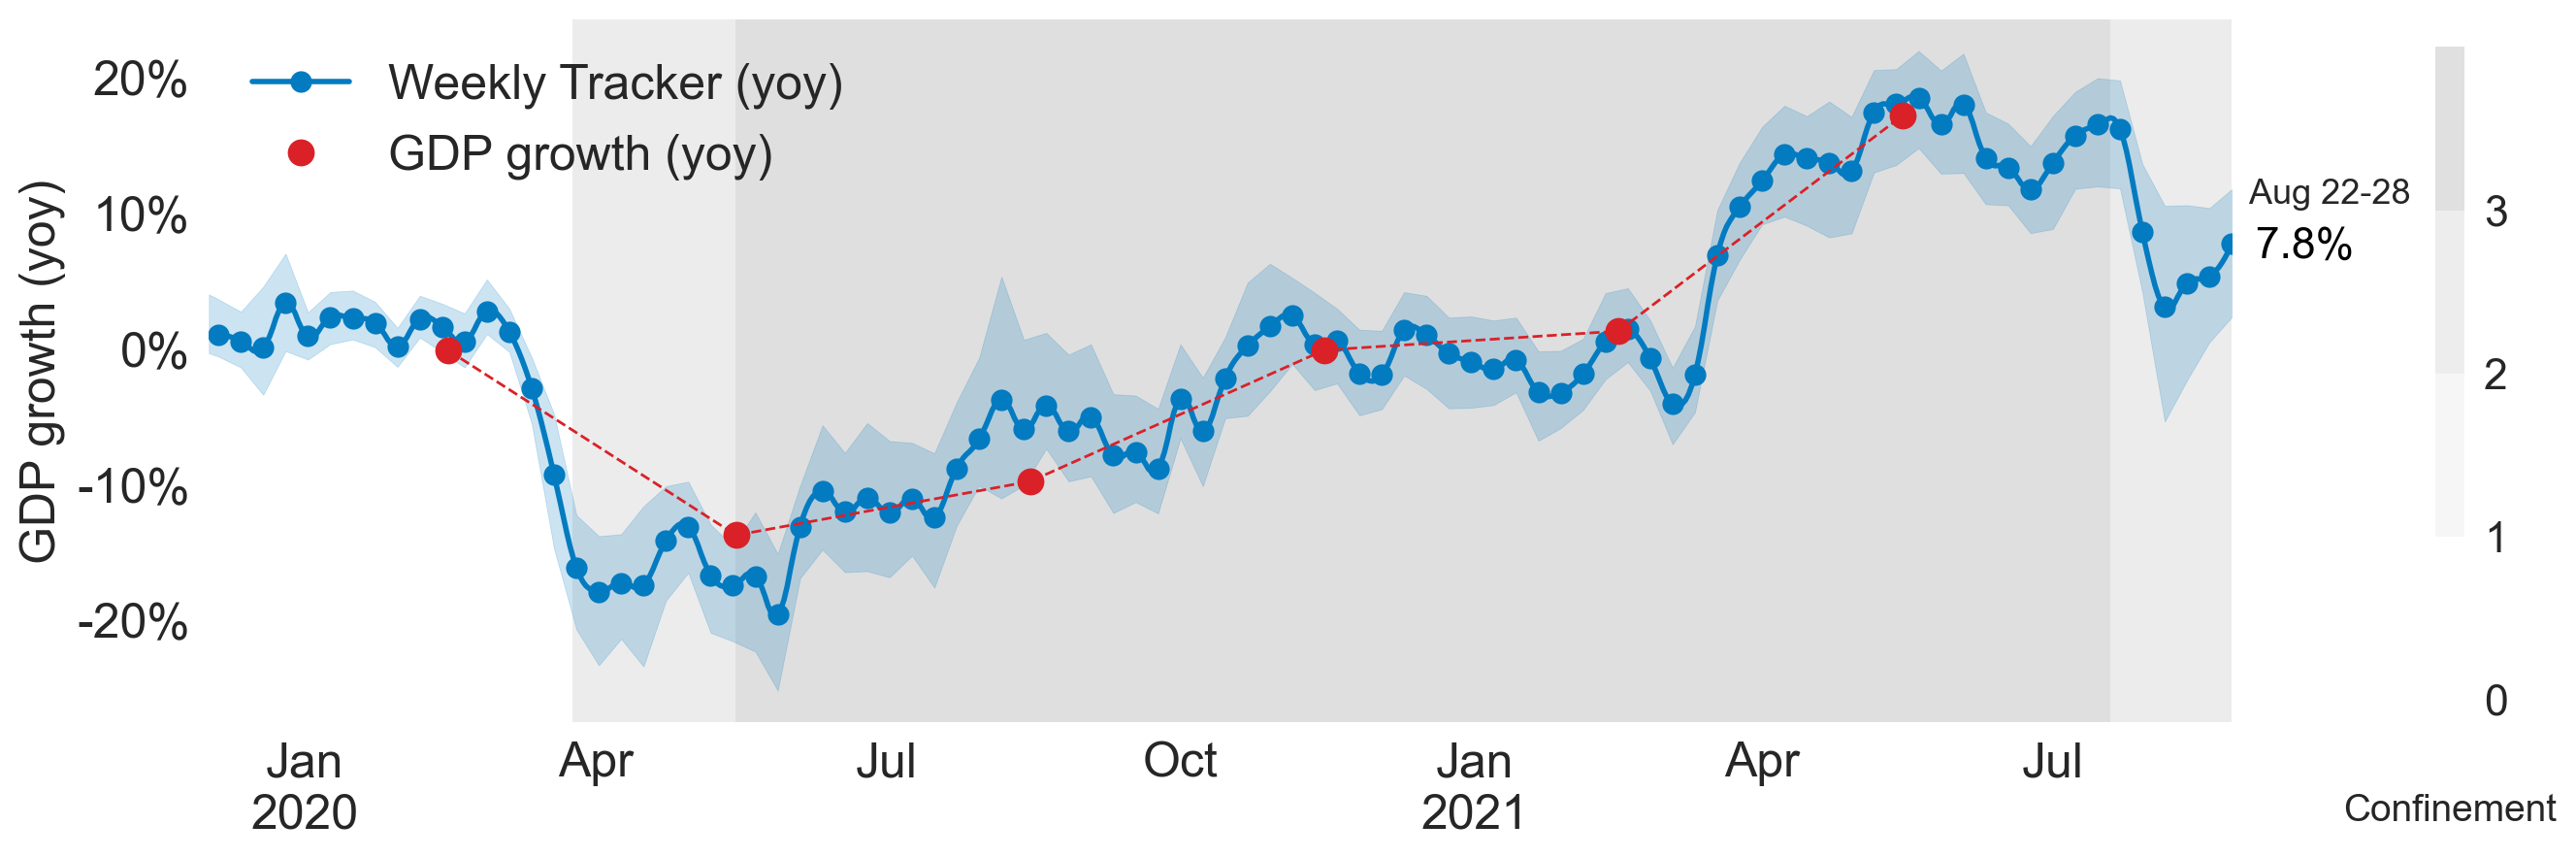 Weekly Tracker (yoy)
GDP growth (yoy)
GDP growth (yoy)
20%
10%
0%
-10%
-20%
Jan
2020
Apr
Jul
Oct
Jan
2021
Apr
Jul
Aug 22-28
7.8%
3
2
1
0
Confinement